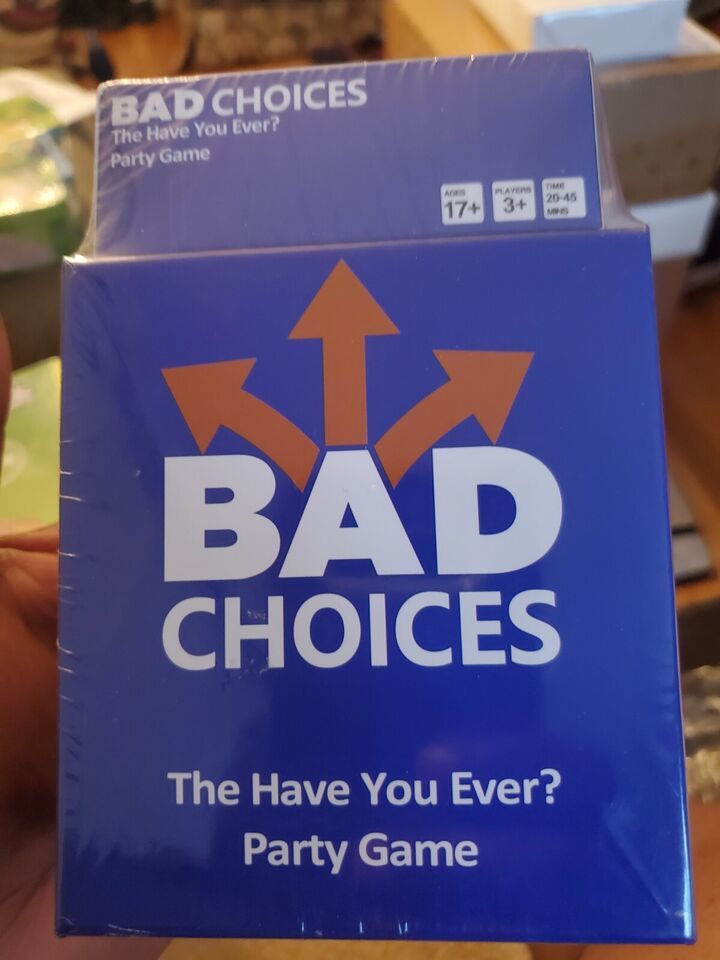 BAD CHOICES
The Have You Ever?
Party Game
AGES
17+
PLAYERS
3+
TIME
20-45
MINS
BAD
CHOICES
The Have You Ever?
Party Game